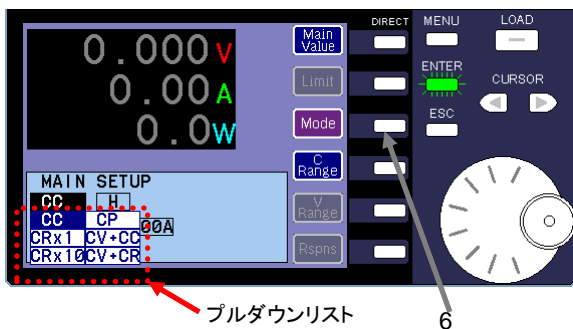 DIRECT
MENU
LOAD
0.000V
0.00A
0.0W
Main
Value
Limit
Mode
C
Range
V
Range
Rspns
ENTER
CURSOR
ESC
MAIN SETUP
CC H
CC CP 00A
CRx1 CV+CC
CRx10 CV+CR
プルダウンリスト
6